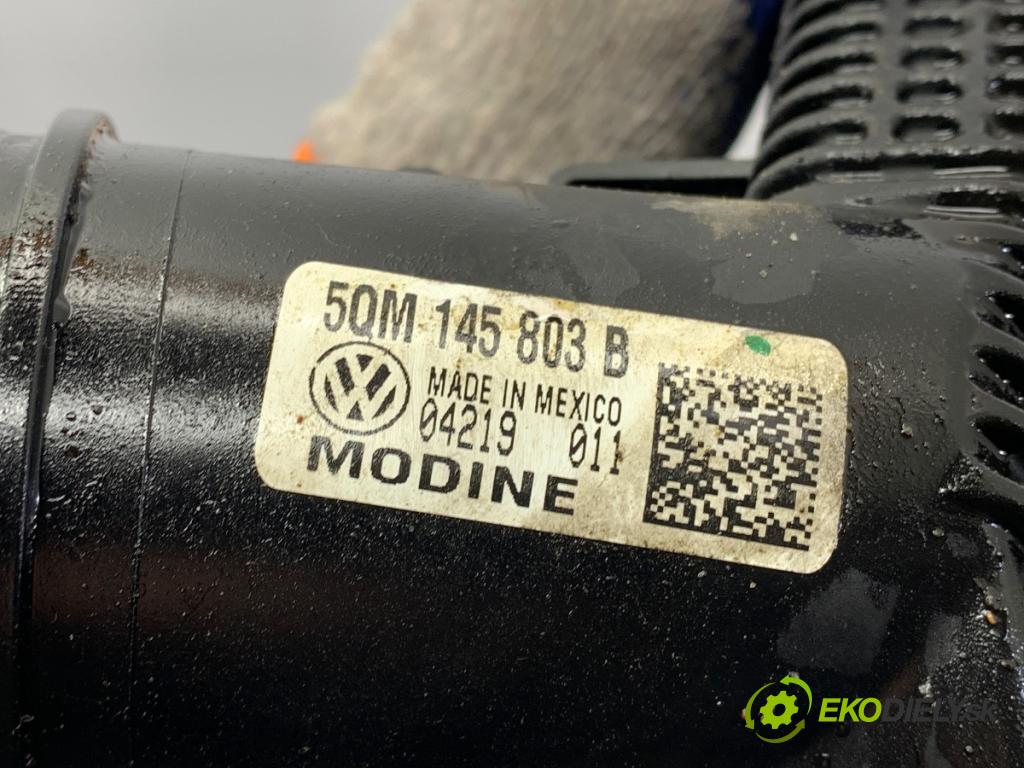 5QM 145 803 B
MADE IN MEXICO
04219 011
MODINE
EKODIELY.SK